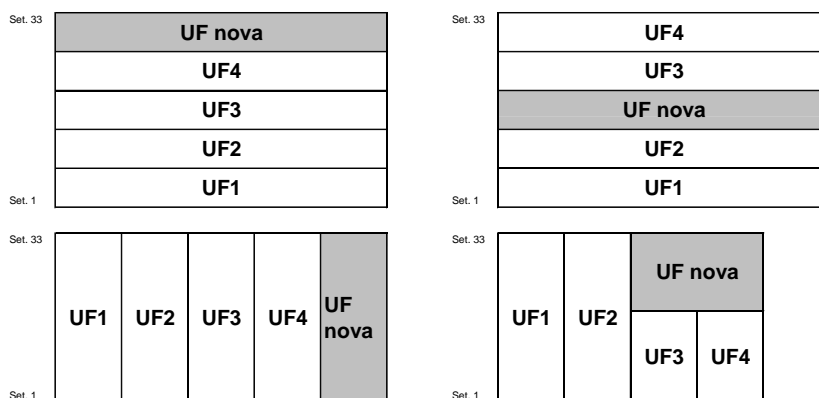 Set. 33
UF nova
UF4
UF3
UF2
UF1
Set. 1
Set. 33
UF4
UF3
UF nova
UF2
UF1
Set. 1
Set. 33
UF1 UF2 UF3 UF4 UF
nova
Set. 1
Set. 33
UF nova
UF1 UF2
UF3 UF4
Set. 1